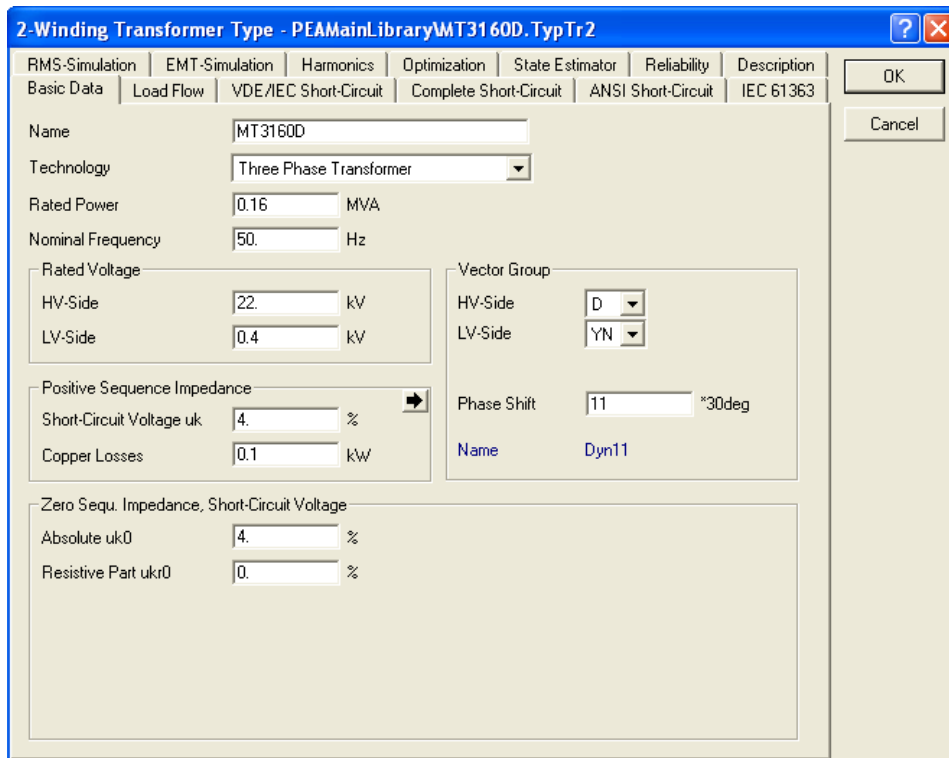 2-Winding Transformer Type - PEAMainLibrary\MT3160D.TypTr2
RMS-Simulation EMT-Simulation Harmonics Optimization State Estimator Reliability Description
Basic Data Load Flow VDE/IEC Short-Circuit Complete Short-Circuit ANSI Short-Circuit IEC 61363
OK
Cancel
Name MT3160D
Technology Three Phase Transformer
Rated Power 0.16 MVA
Nominal Frequency 50. Hz
Rated Voltage
HV-Side 22. kV
LV-Side 0.4 kV
Vector Group
HV-Side D
LV-Side YN
Phase Shift 11 *30deg
Name Dyn11
Positive Sequence Impedance
Short-Circuit Voltage uk 4. %
Copper Losses 0.1 kW
Zero Sequ. Impedance, Short-Circuit Voltage
Absolute uk0 4. %
Resistive Part ukr0 0. %